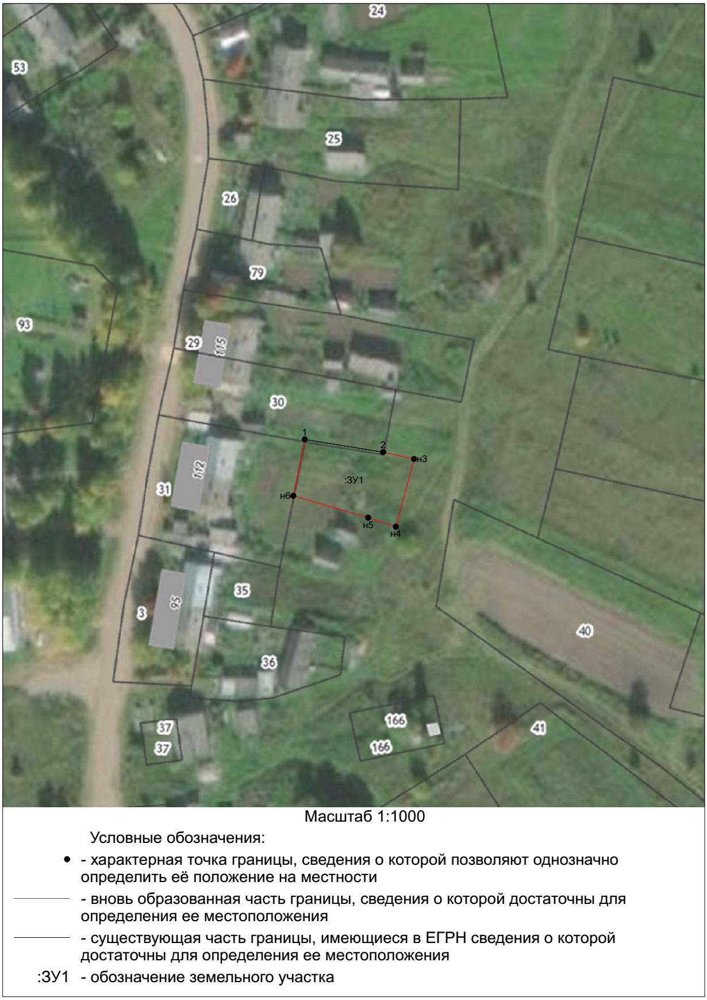 24
53
25
26
79
93
29
115
30
1
2
н3
112
:ЗУ1
31
н6
н5
н4
35
95
3
40
36
166
37
41
37
166
Масштаб 1:1000
Условные обозначения:
- характерная точка границы, сведения о которой позволяют однозначно
определить её положение на местности
- вновь образованная часть границы, сведения о которой достаточны для
определения ее местоположения
- существующая часть границы, имеющиеся в ЕГРН сведения о которой
достаточны для определения ее местоположения
:ЗУ1 - обозначение земельного участка